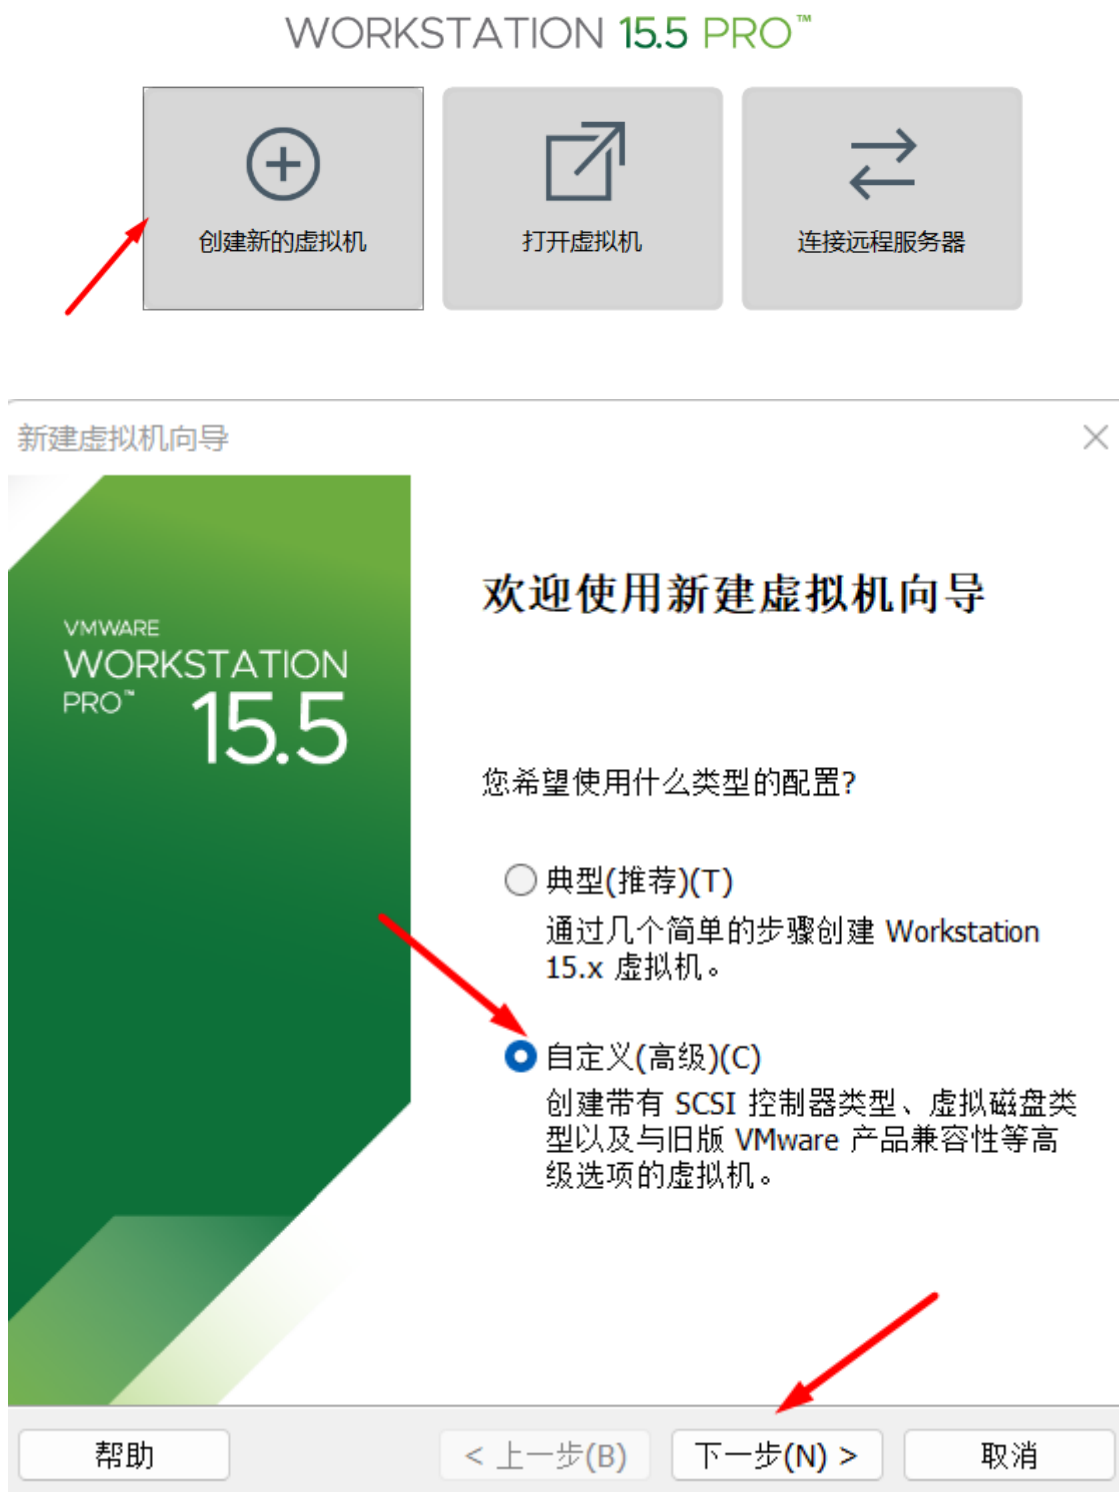 WORKSTATION 15.5 PRO™
创建新的虚拟机
打开虚拟机
连接远程服务器
新建虚拟机向导
VMWARE
WORKSTATION
PRO™ 15.5
欢迎使用新建虚拟机向导
您希望使用什么类型的配置?
典型(推荐)(T)
通过几个简单的步骤创建 Workstation
15.x 虚拟机。
自定义(高级)(C)
创建带有 SCSI 控制器类型、虚拟磁盘类
型以及与旧版 VMware 产品兼容性等高
级选项的虚拟机。
帮助
< 上一步(B)
下一步(N) >
取消